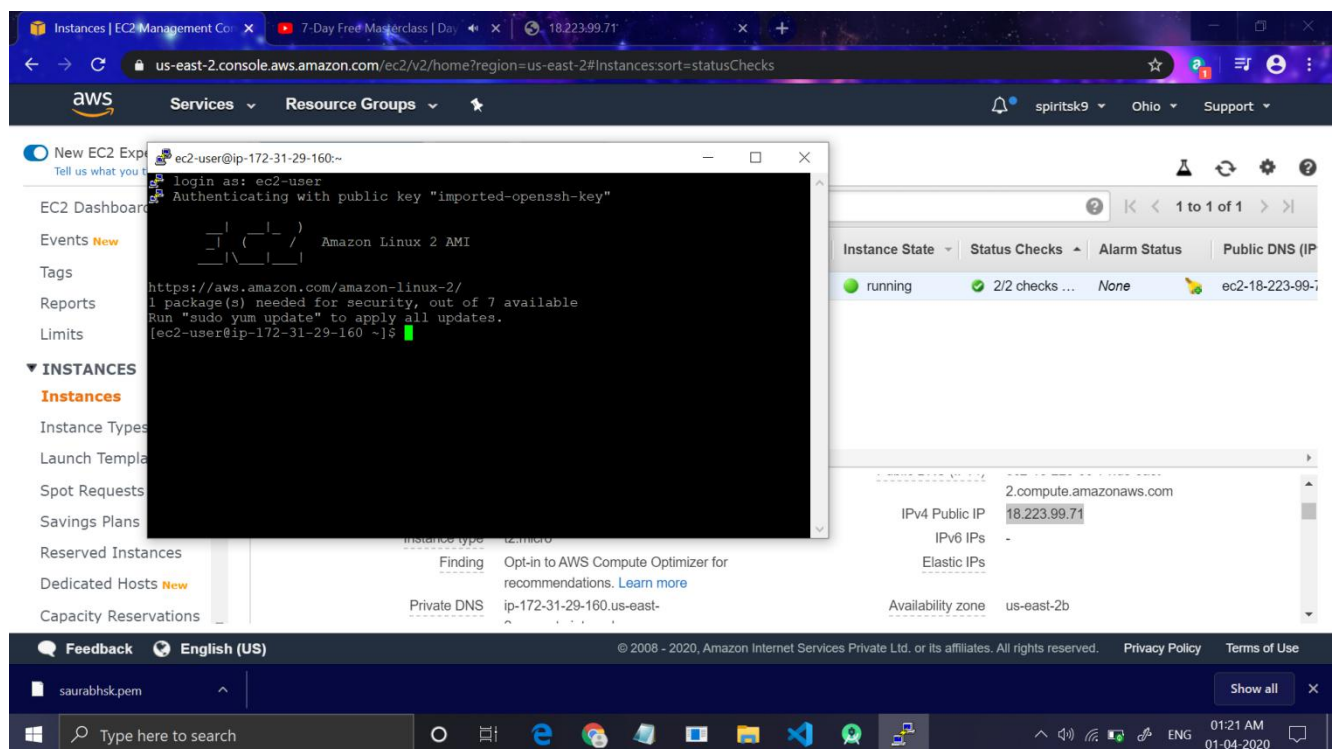 Instances | EC2 Management Con
7-Day Free Masterclass | Day
18.223.99.71
us-east-2.console.aws.amazon.com/ec2/v2/home?region=us-east-2#Instances:sort=statusChecks
aws Services Resource Groups spiritsk9 Ohio Support
New EC2 Expe
Tell us what you t
ec2-user@ip-172-31-29-160:~
login as: ec2-user
Authenticating with public key "imported-openssh-key"
__| __|_ )
_| ( / Amazon Linux 2 AMI
___|\___|___|
https://aws.amazon.com/amazon-linux-2/
1 package(s) needed for security, out of 7 available
Run "sudo yum update" to apply all updates.
[ec2-user@ip-172-31-29-160 ~]$
EC2 Dashboard
Events New
Tags
Reports
Limits
INSTANCES
Instances
Instance Types
Launch Templa
Spot Requests
Savings Plans
Reserved Instances
Dedicated Hosts New
Capacity Reservations
1 to 1 of 1
Instance State Status Checks Alarm Status Public DNS (IP
running 2/2 checks ... None ec2-18-223-99-7
2.compute.amazonaws.com
IPv4 Public IP 18.223.99.71
Instance type t2.micro IPv6 IPs -
Finding Opt-in to AWS Compute Optimizer for Elastic IPs
recommendations. Learn more
Private DNS ip-172-31-29-160.us-east- Availability zone us-east-2b
Feedback English (US) © 2008 - 2020, Amazon Internet Services Private Ltd. or its affiliates. All rights reserved. Privacy Policy Terms of Use
saurabhsk.pem Show all
Type here to search ENG 01:21 AM
01-04-2020